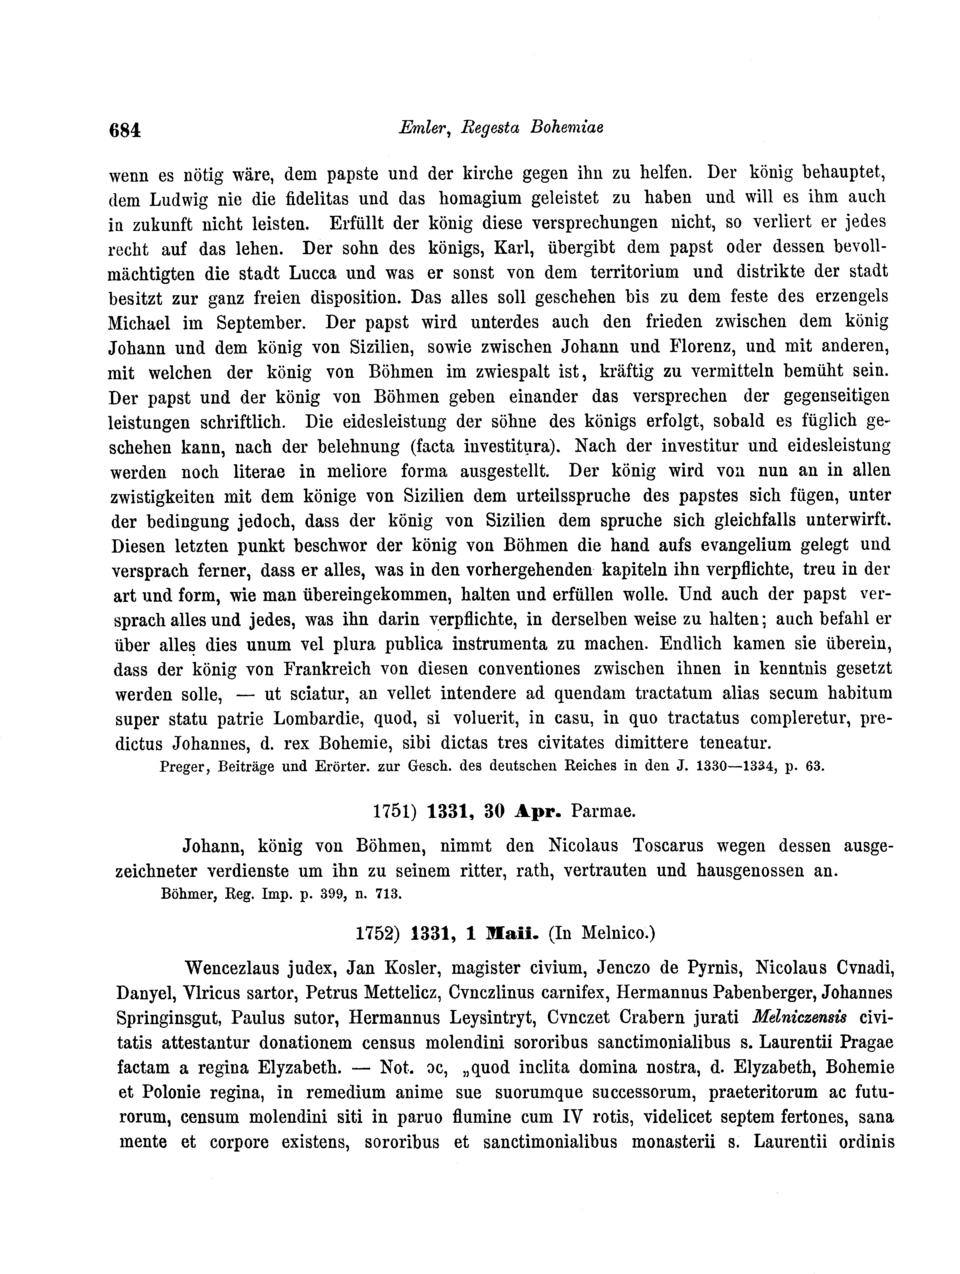 684 Emler, Regesta Bohemiae
wenn es nötig wäre, dem papste und der kirche gegen ihn zu helfen. Der könig behauptet,
dem Ludwig nie die fidelitas und das homagium geleistet zu haben und will es ihm auch
in zukunft nicht leisten. Erfüllt der könig diese versprechungen nicht, so verliert er jedes
recht auf das lehen. Der sohn des königs, Karl, übergibt dem papst oder dessen bevoll-
mächtigten die stadt Lucca und was er sonst von dem territorium und distrikte der stadt
besitzt zur ganz freien disposition. Das alles soll geschehen bis zu dem feste des erzengels
Michael im September. Der papst wird unterdes auch den frieden zwischen dem könig
Johann und dem könig von Sizilien, sowie zwischen Johann und Florenz, und mit anderen,
mit welchen der könig von Böhmen im zwiespalt ist, kräftig zu vermitteln bemüht sein.
Der papst und der könig von Böhmen geben einander das versprechen der gegenseitigen
leistungen schriftlich. Die eidesleistung der söhne des königs erfolgt, sobald es füglich ge-
schehen kann, nach der belehnung (facta investitura). Nach der investitur und eidesleistung
werden noch literae in meliore forma ausgestellt. Der könig wird von nun an in allen
zwistigkeiten mit dem könige von Sizilien dem urteilsspruche des papstes sich fügen, unter
der bedingung jedoch, dass der könig von Sizilien dem spruche sich gleichfalls unterwirft.
Diesen letzten punkt beschwor der könig von Böhmen die hand aufs evangelium gelegt und
versprach ferner, dass er alles, was in den vorhergehenden kapiteln ihn verpflichte, treu in der
art und form, wie man übereingekommen, halten und erfüllen wolle. Und auch der papst ver-
sprach alles und jedes, was ihn darin verpflichte, in derselben weise zu halten; auch befahl er
über alles dies unum vel plura publica instrumenta zu machen. Endlich kamen sie überein,
dass der könig von Frankreich von diesen conventiones zwischen ihnen in kenntnis gesetzt
werden solle, — ut sciatur, an vellet intendere ad quendam tractatum alias secum habitum
super statu patrie Lombardie, quod, si voluerit, in casu, in quo tractatus compleretur, pre-
dictus Johannes, d. rex Bohemie, sibi dictas tres civitates dimittere teneatur.
Preger, Beiträge und Erörter. zur Gesch. des deutschen Reiches in den J. 1330—1334, p. 63.
1751) 1331, 30 Apr. Parmae.
Johann, könig von Böhmen, nimmt den Nicolaus Toscarus wegen dessen ausge-
zeichneter verdienste um ihn zu seinem ritter, rath, vertrauten und hausgenossen an.
Böhmer, Reg. Imp. p. 399, n. 713.
1752) 1331, 1 Maii. (In Melnico.)
Wencezlaus judex, Jan Kosler, magister civium, Jenczo de Pyrnis, Nicolaus Cvnadi,
Danyel, Vlricus sartor, Petrus Mettelicz, Cvnczlinus carnifex, Hermannus Pabenberger, Johannes
Springinsgut, Paulus sutor, Hermannus Leysintryt, Cvnczet Crabern jurati Melniczensis civi-
tatis attestantur donationem census molendini sororibus sanctimonialibus s. Laurentii Pragae
factam a regina Elyzabeth. — Not. ɔc, „quod inclita domina nostra, d. Elyzabeth, Bohemie
et Polonie regina, in remedium anime sue suorumque successorum, praeteritorum ac futu-
rorum, censum molendini siti in paruo flumine cum IV rotis, videlicet septem fertones, sana
mente et corpore existens, sororibus et sanctimonialibus monasterii s. Laurentii ordinis